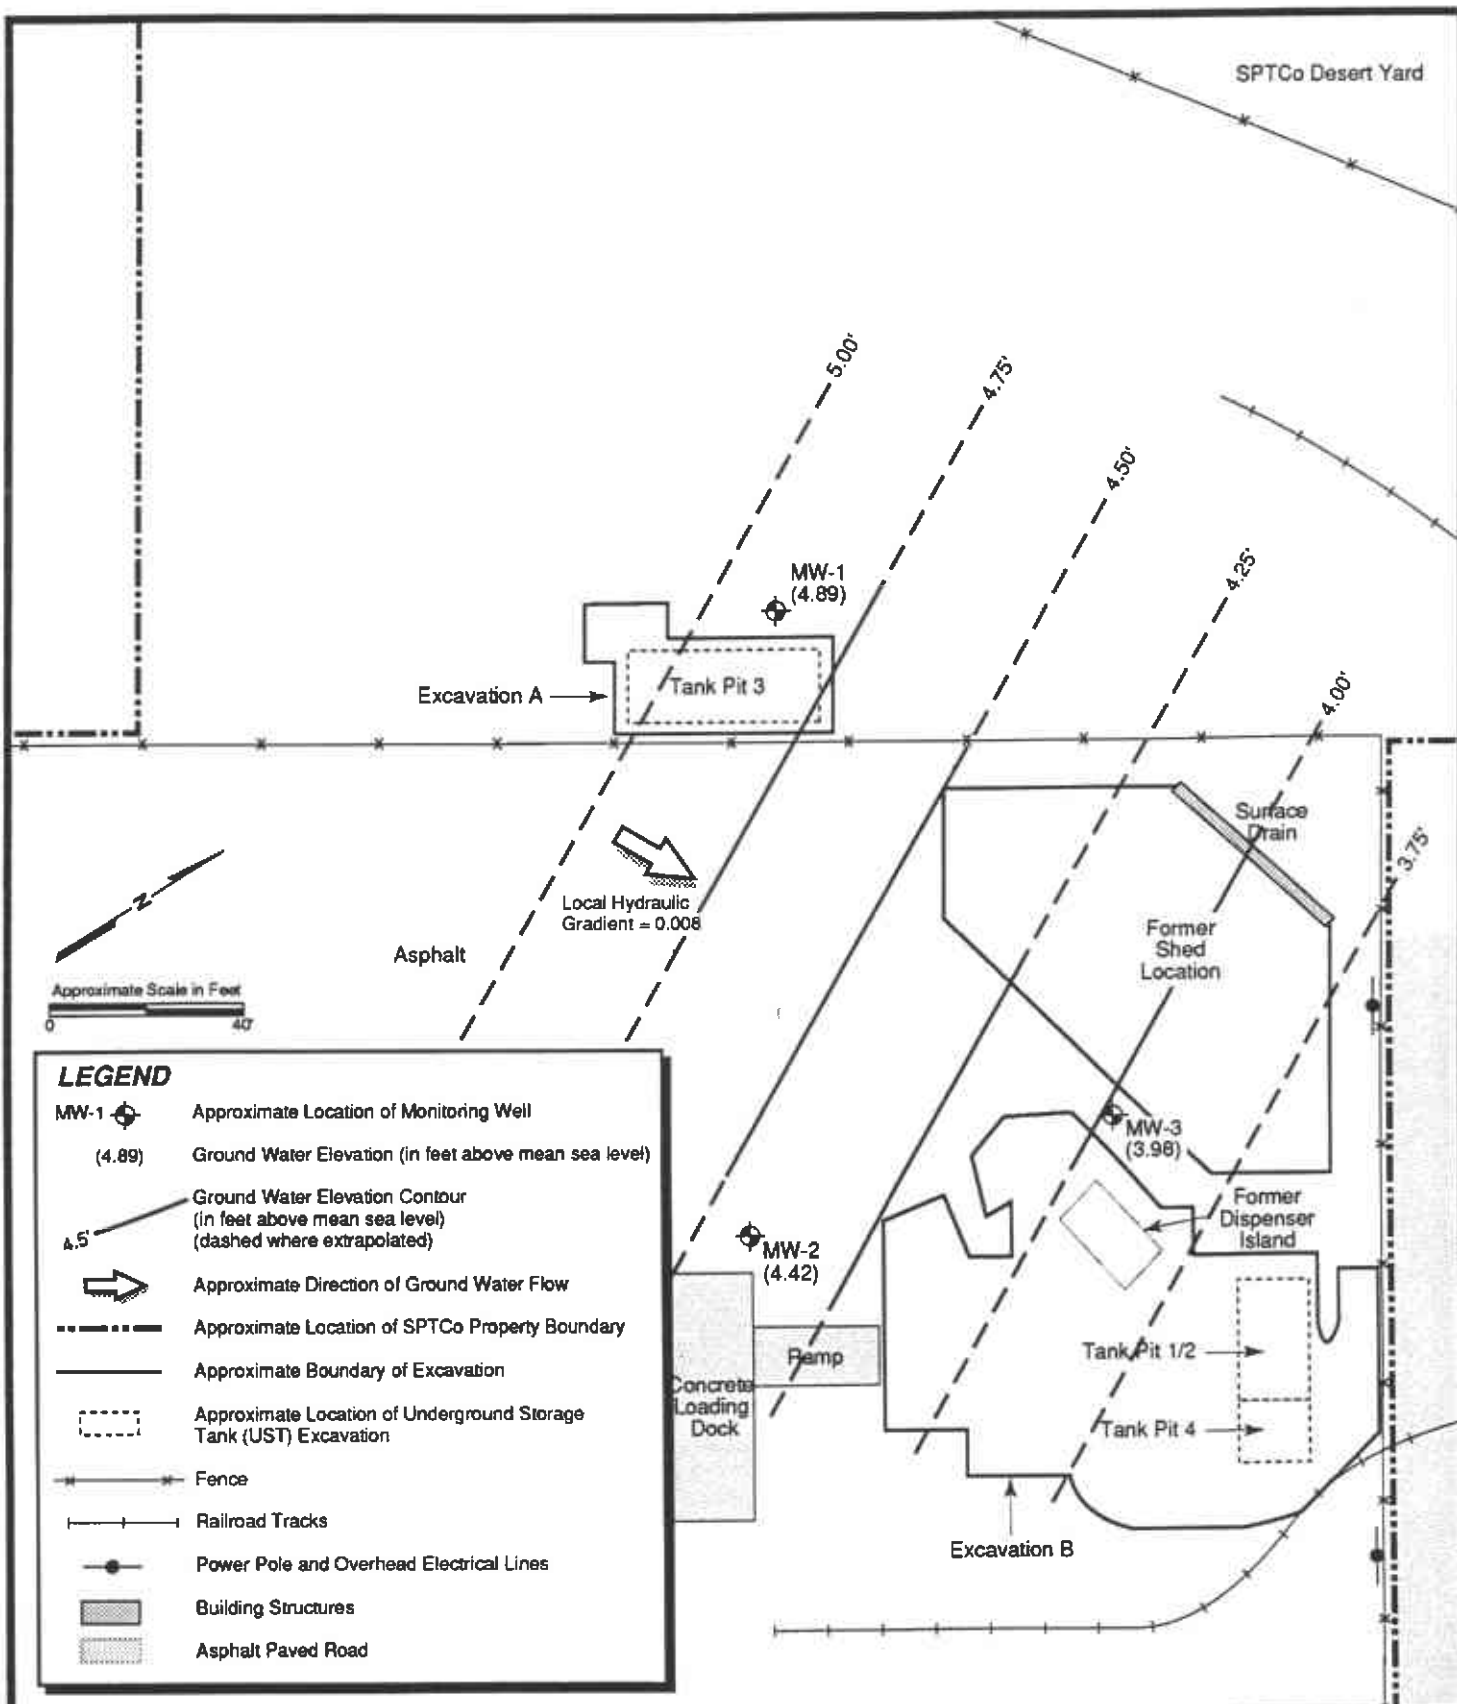 SPTCo Desert Yard
5.00'
4.75'
4.50'
4.25'
4.00'
3.75'
MW-1
(4.89)
Tank Pit 3
Excavation A
Surface
Drain
Local Hydraulic
Gradient = 0.008
N
Asphalt
Former
Shed
Location
Approximate Scale in Feet
0 40'
MW-3
(3.98)
Former
Dispenser
Island
MW-2
(4.42)
Ramp
Concrete
Loading
Dock
Tank Pit 1/2
Tank Pit 4
Excavation B
LEGEND
MW-1 Approximate Location of Monitoring Well
(4.89) Ground Water Elevation (in feet above mean sea level)
4.5' Ground Water Elevation Contour
(in feet above mean sea level)
(dashed where extrapolated)
Approximate Direction of Ground Water Flow
Approximate Location of SPTCo Property Boundary
Approximate Boundary of Excavation
Approximate Location of Underground Storage
Tank (UST) Excavation
Fence
Railroad Tracks
Power Pole and Overhead Electrical Lines
Building Structures
Asphalt Paved Road